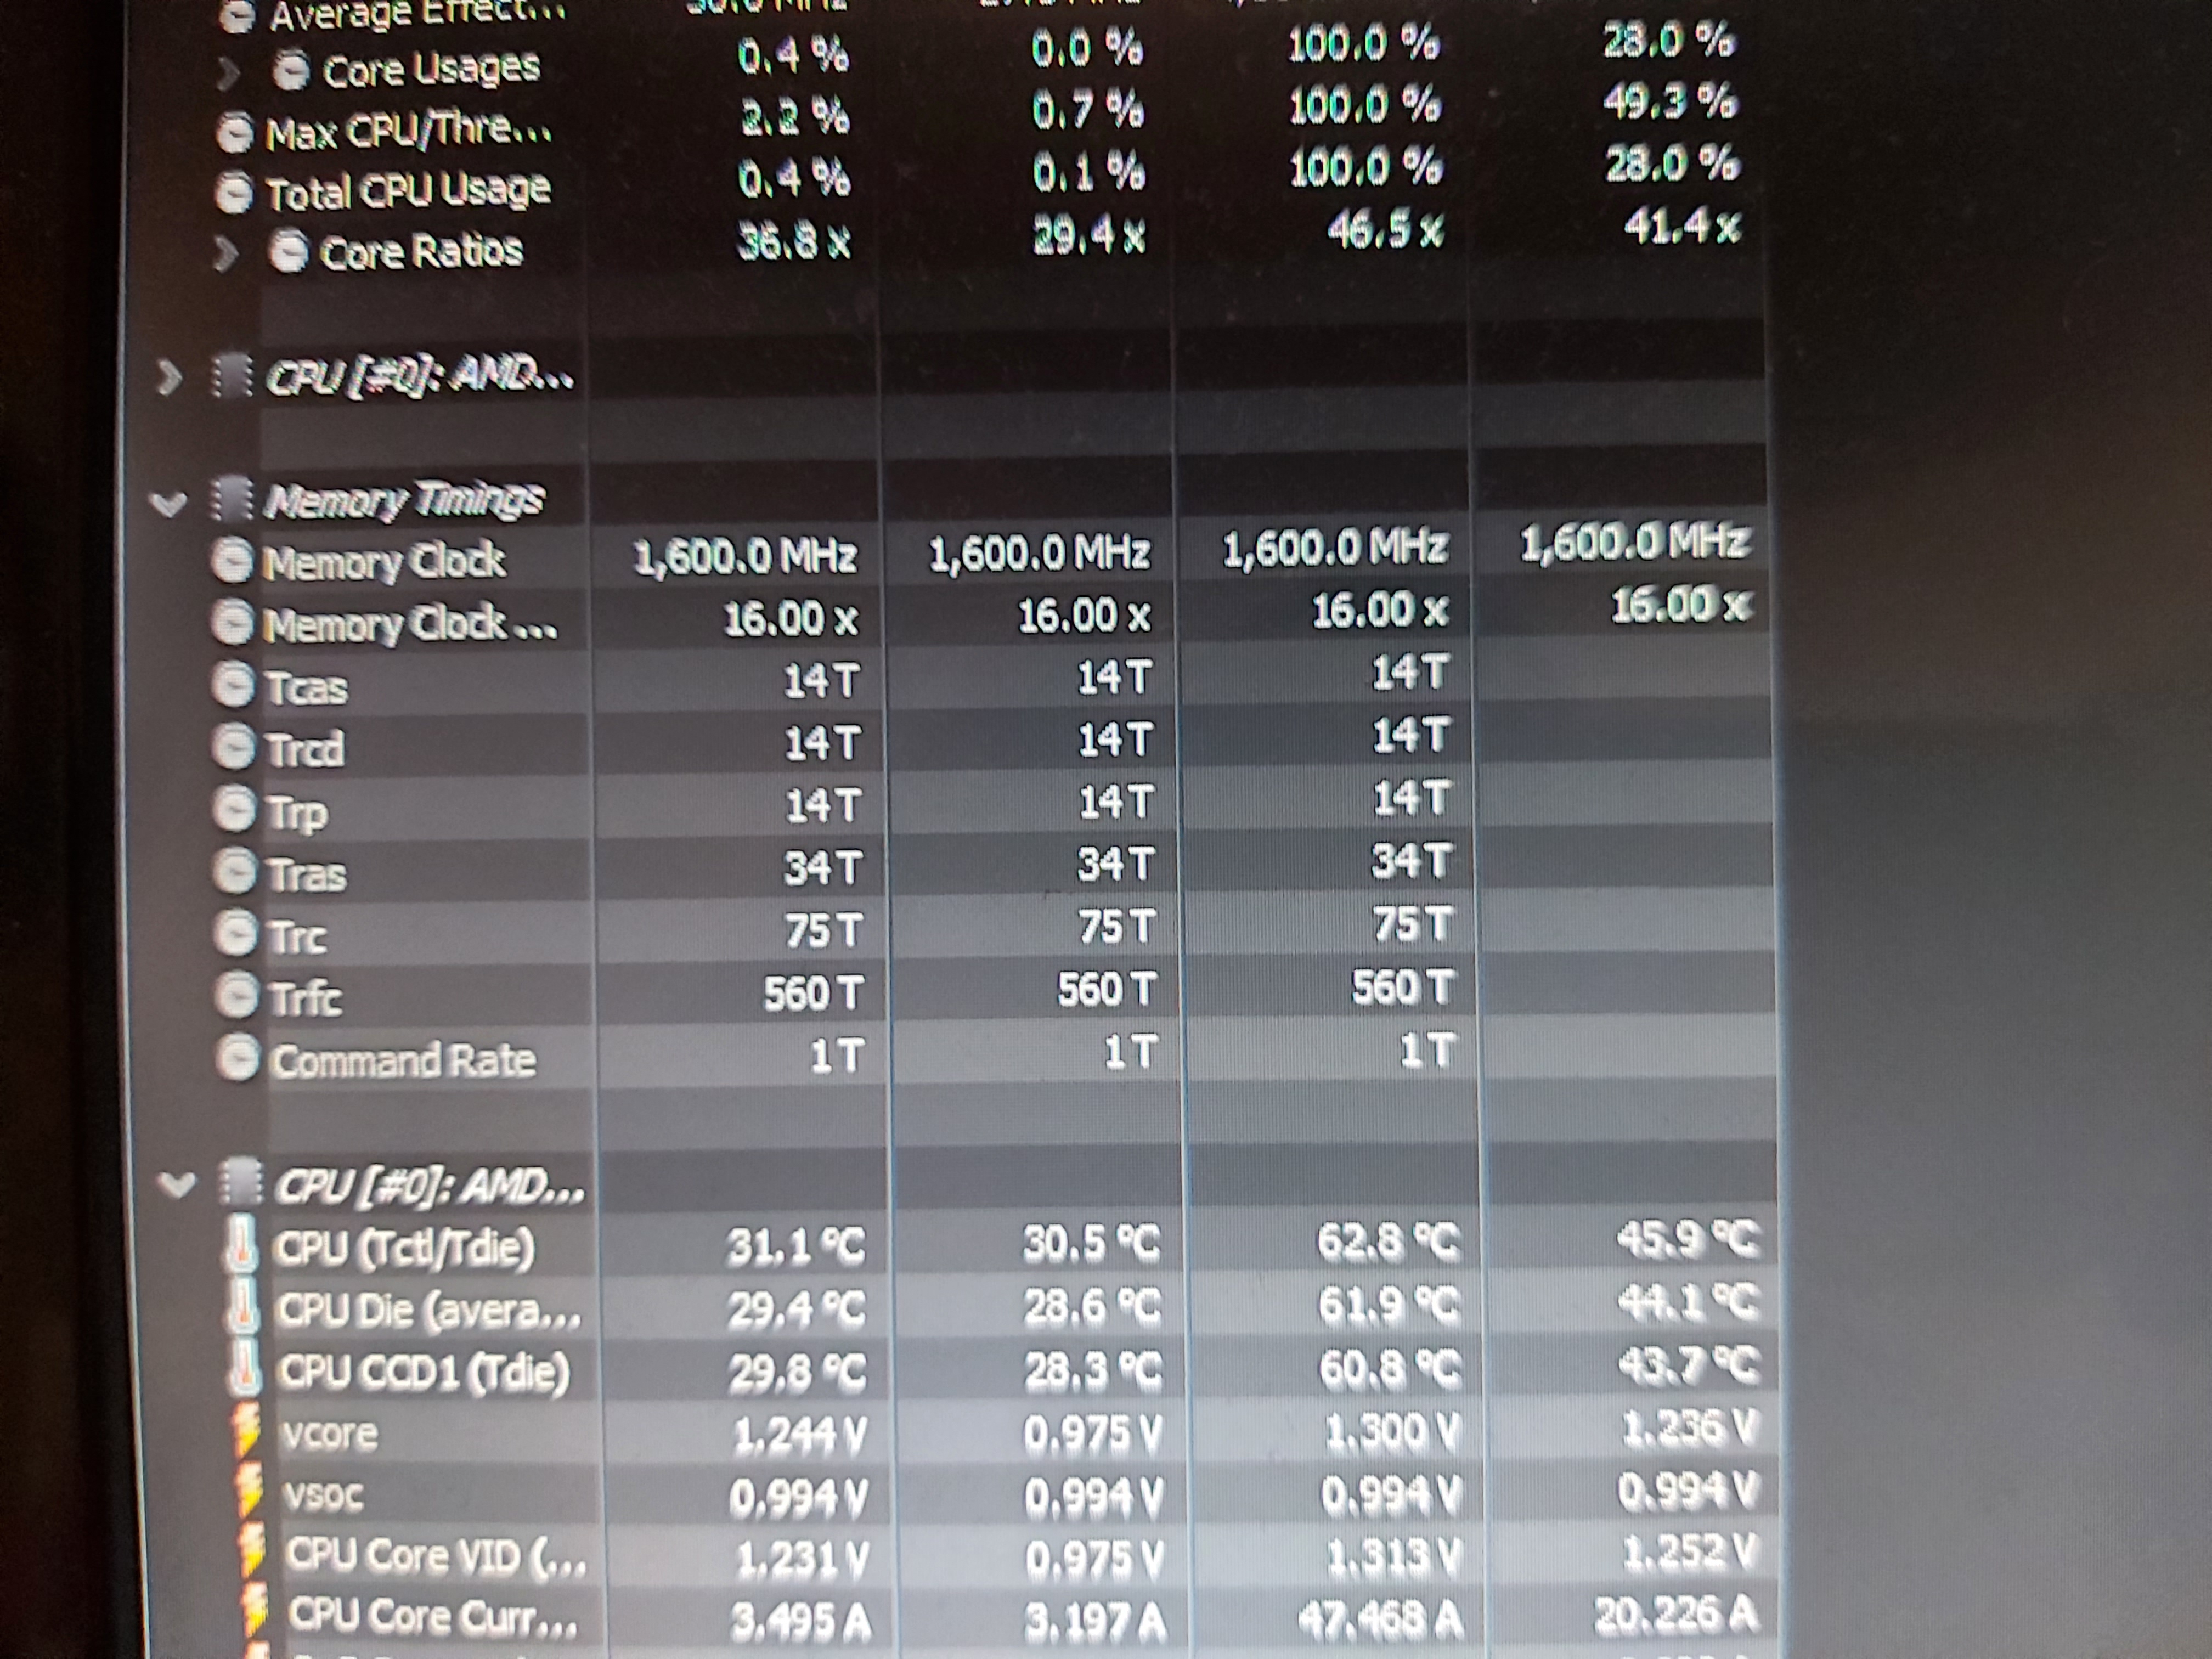 Average Effect...
Core Usages 0.4 % 0.0 % 100.0 % 28.0 %
Max CPU/Thre... 2.2 % 0.7 % 100.0 % 49.3 %
Total CPU Usage 0.4 % 0.1 % 100.0 % 28.0 %
Core Ratios 36.8 x 29.4 x 46.5 x 41.4 x
CPU [#0]: AMD...
Memory Timings
Memory Clock 1,600.0 MHz 1,600.0 MHz 1,600.0 MHz 1,600.0 MHz
Memory Clock ... 16.00 x 16.00 x 16.00 x 16.00 x
Tcas 14 T 14 T 14 T
Trcd 14 T 14 T 14 T
Trp 14 T 14 T 14 T
Tras 34 T 34 T 34 T
Trc 75 T 75 T 75 T
Trfc 560 T 560 T 560 T
Command Rate 1 T 1 T 1 T
CPU [#0]: AMD...
CPU (Tctl/Tdie) 31.1 °C 30.5 °C 62.8 °C 45.9 °C
CPU Die (avera... 29.4 °C 28.6 °C 61.9 °C 44.1 °C
CPU CCD1 (Tdie) 29.8 °C 28.3 °C 60.8 °C 43.7 °C
vcore 1.244 V 0.975 V 1.300 V 1.236 V
vsoc 0.994 V 0.994 V 0.994 V 0.994 V
CPU Core VID (... 1.231 V 0.975 V 1.313 V 1.252 V
CPU Core Curr... 3.495 A 3.197 A 47.468 A 20.226 A